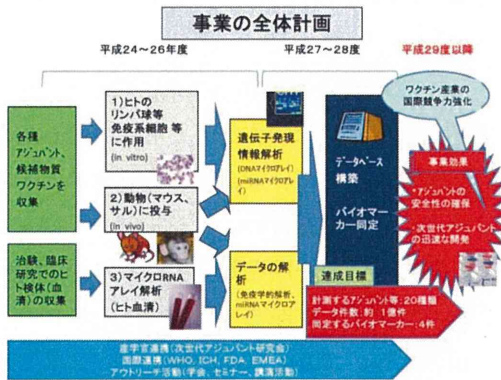 事業の全体計画
平成24～26年度
平成27～28度
平成29度以降
各種
アジュバント、
候補物質
ワクチンを
収集
治験、臨床
研究でのヒト
検体(血
清)の収集
1)ヒトの
リンパ球等
免疫系細胞 等
に作用
(in vitro)
2)動物(マウス、
サル)に投与
(in vivo)
3)マイクロRNA
アレイ解析
(ヒト血清)
遺伝子発現
情報解析
(DNAマイクロアレイ)
(miRNAマイクロアレ
イ)
データの解
析
(免疫学的解析、
miRNAマイクロアレイ)
データベース
構築
バイオマー
カー同定
ワクチン産業の
国際競争力強化
事業効果
・アジュバントの
安全性の確保
・次世代アジュバント
の迅速な開発
達成目標
計測するアジュバント等:20種類
データ件数:約 1億件
同定するバイオマーカー:4件
産学官連携(次世代アジュバント研究会)
国際連携(WHO, ICH, FDA, EMEA)
アウトリーチ活動(学会、セミナー、講演活動)